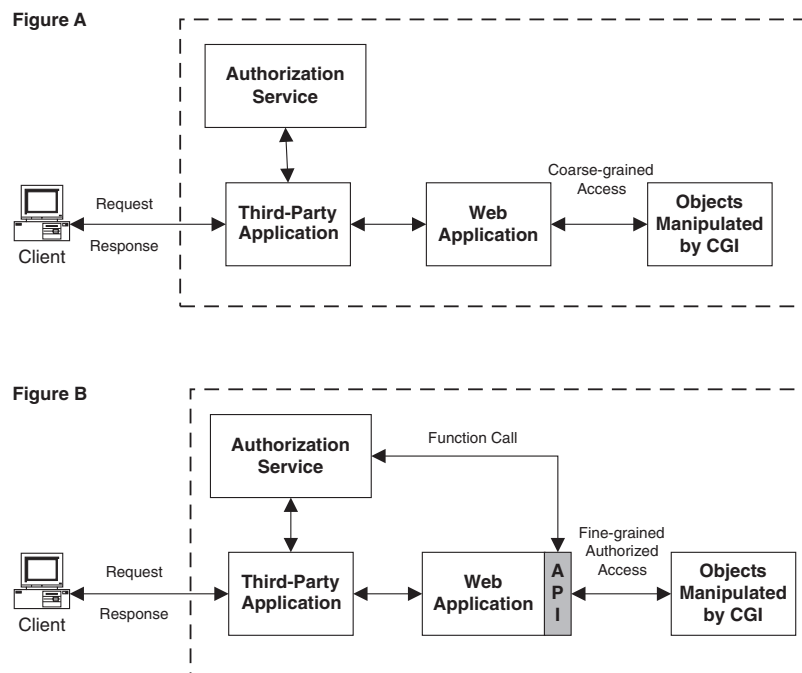 Figure A
Authorization
Service
Request
Response
Client
Third-Party
Application
Web
Application
Coarse-grained
Access
Objects
Manipulated
by CGI
Figure B
Authorization
Service
Function Call
Request
Response
Client
Third-Party
Application
Web
Application
A
P
I
Fine-grained
Authorized
Access
Objects
Manipulated
by CGI